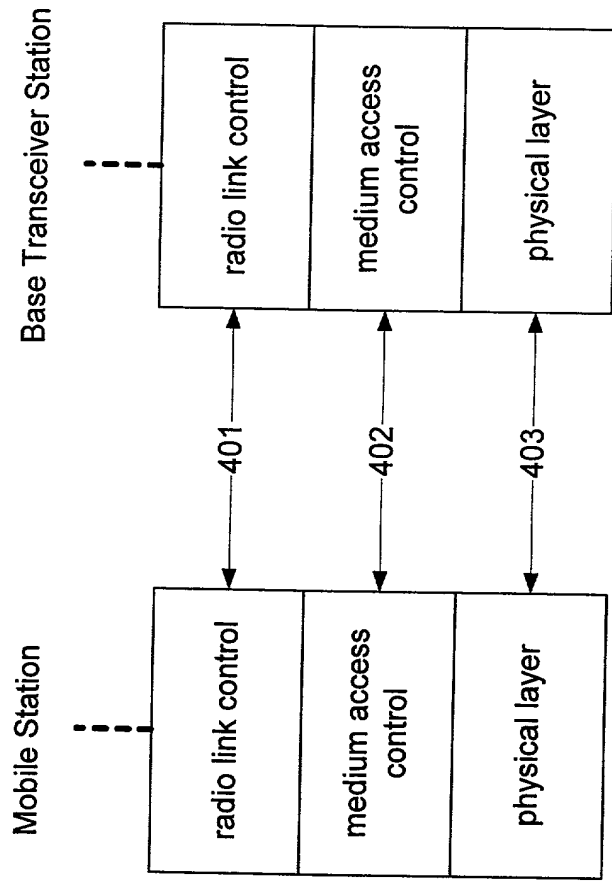 Mobile Station
radio link control
medium access
control
physical layer
401
402
403
Base Transceiver Station
radio link control
medium access
control
physical layer